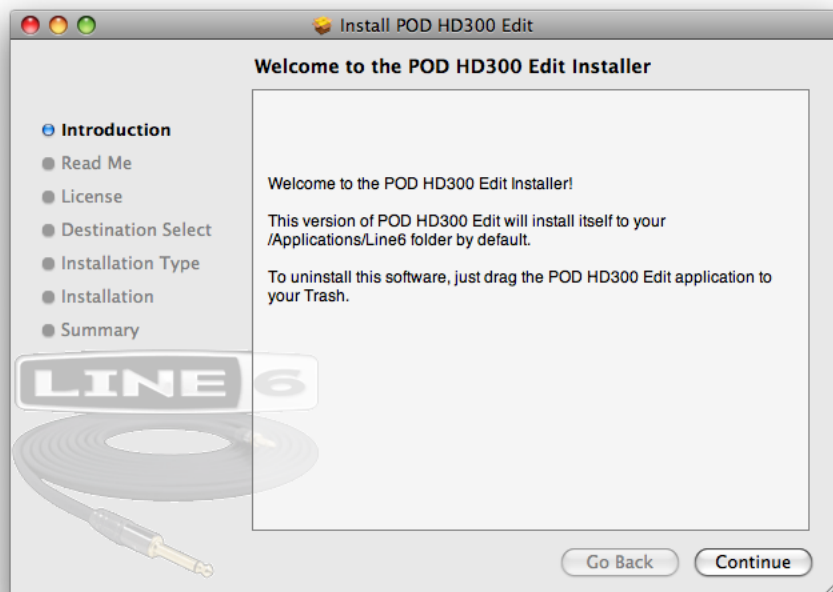 Install POD HD300 Edit
Welcome to the POD HD300 Edit Installer
Introduction
Read Me
License
Destination Select
Installation Type
Installation
Summary
LINE 6
Welcome to the POD HD300 Edit Installer!
This version of POD HD300 Edit will install itself to your
/Applications/Line6 folder by default.
To uninstall this software, just drag the POD HD300 Edit application to
your Trash.
Go Back
Continue